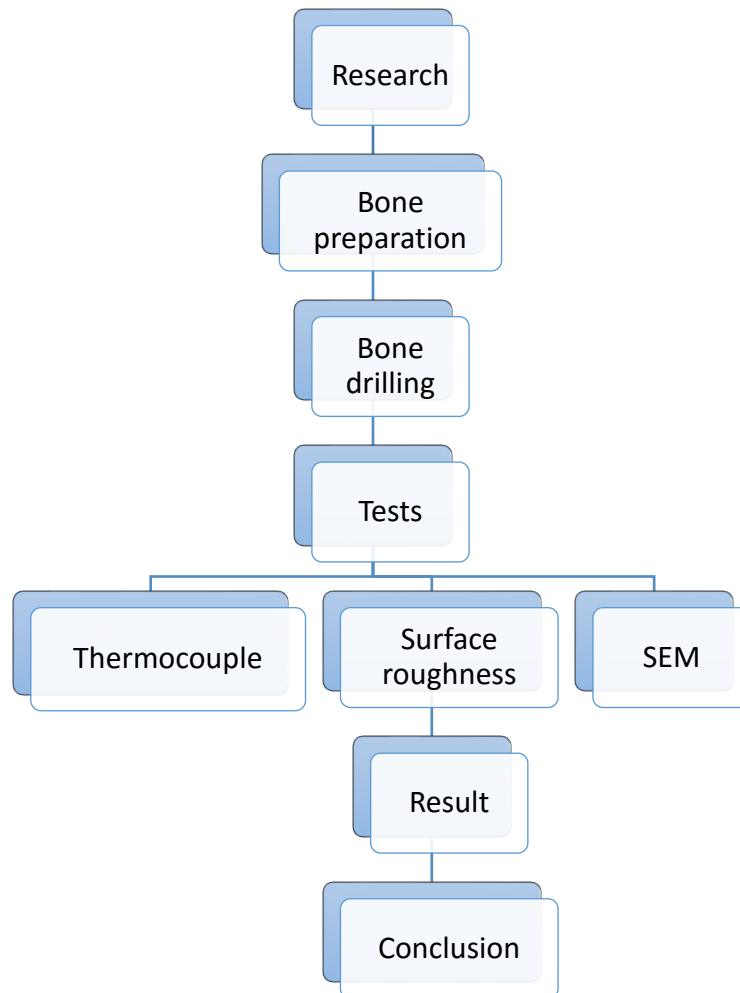 Research
Bone
preparation
Bone
drilling
Tests
Thermocouple
Surface
roughness
SEM
Result
Conclusion